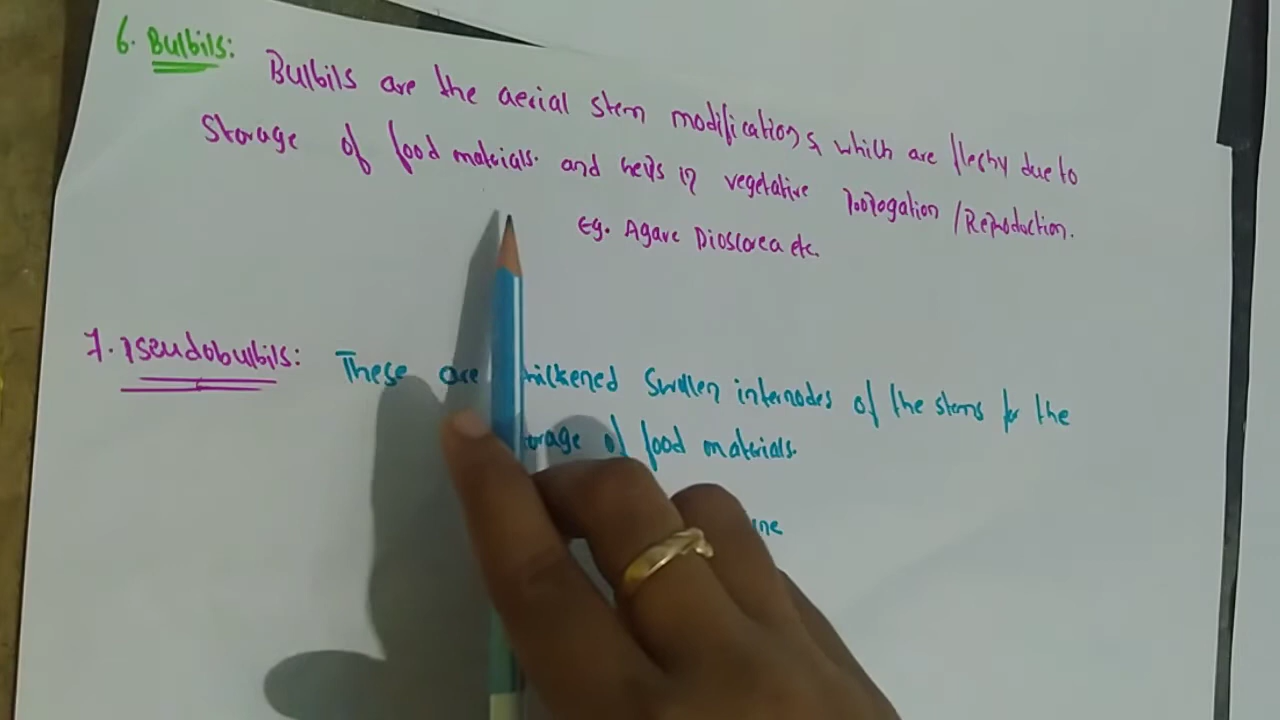 6. Bulbils: Bulbils are the aerial stem modifications, which are fleshy due to
Storage of food materials. and helps in vegetative Propogation /Reproduction.
Eg. Agave Dioscorea etc.
7. Pseudobulbils: These are thickened Swollen internodes of the stems for the
of food materials.